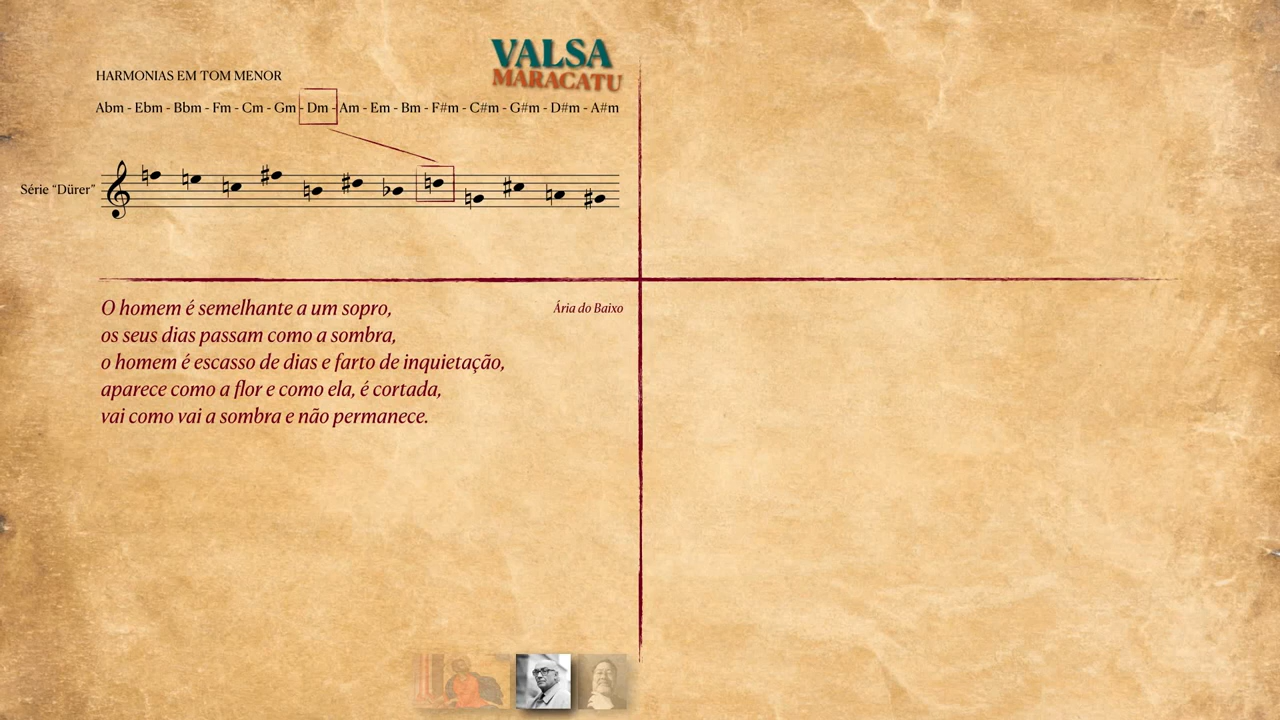 VALSA
MARACATU
HARMONIAS EM TOM MENOR
Abm - Ebm - Bbm - Fm - Cm - Gm - Dm - Am - Em - Bm - F#m - C#m - G#m - D#m - A#m
Série “Dürer”
O homem é semelhante a um sopro,
os seus dias passam como a sombra,
o homem é escasso de dias e farto de inquietação,
aparece como a flor e como ela, é cortada,
vai como vai a sombra e não permanece.
Ária do Baixo